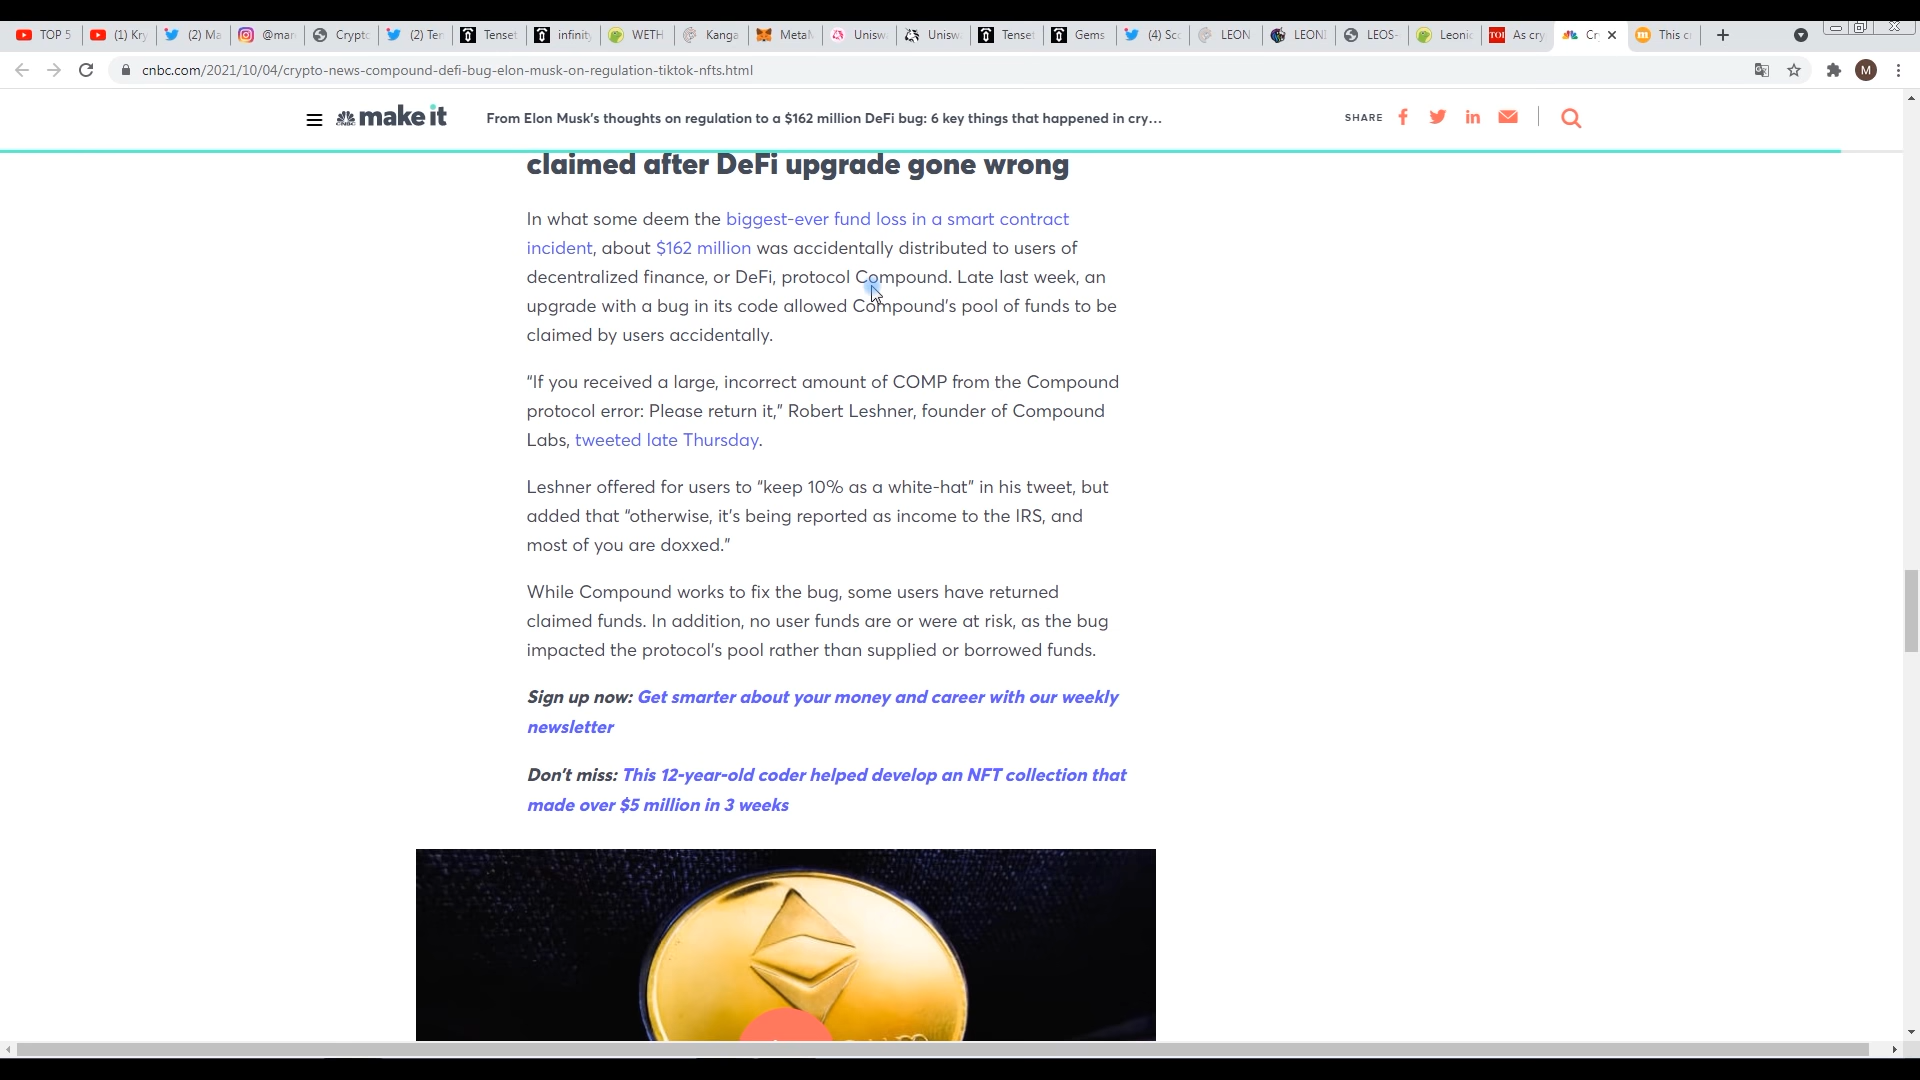 TOP 5
(1) Kry
(2) Ma
@mar
Crypto
(2) Ten
Tenset
infinity
WETH
Kanga
MetaM
Unisw
Unisw
Tenset
Gems
(4) Sco
LEON
LEONI
LEOS-
Leonic
TOI As cry
Cr
This c
cnbc.com/2021/10/04/crypto-news-compound-defi-bug-elon-musk-on-regulation-tiktok-nfts.html
M
CNBC make it
From Elon Musk's thoughts on regulation to a $162 million DeFi bug: 6 key things that happened in cry...
SHARE
claimed after DeFi upgrade gone wrong
In what some deem the biggest-ever fund loss in a smart contract
incident, about $162 million was accidentally distributed to users of
decentralized finance, or DeFi, protocol Compound. Late last week, an
upgrade with a bug in its code allowed Compound's pool of funds to be
claimed by users accidentally.
“If you received a large, incorrect amount of COMP from the Compound
protocol error: Please return it,” Robert Leshner, founder of Compound
Labs, tweeted late Thursday.
Leshner offered for users to “keep 10% as a white-hat” in his tweet, but
added that “otherwise, it's being reported as income to the IRS, and
most of you are doxxed.”
While Compound works to fix the bug, some users have returned
claimed funds. In addition, no user funds are or were at risk, as the bug
impacted the protocol's pool rather than supplied or borrowed funds.
Sign up now: Get smarter about your money and career with our weekly
newsletter
Don't miss: This 12-year-old coder helped develop an NFT collection that
made over $5 million in 3 weeks